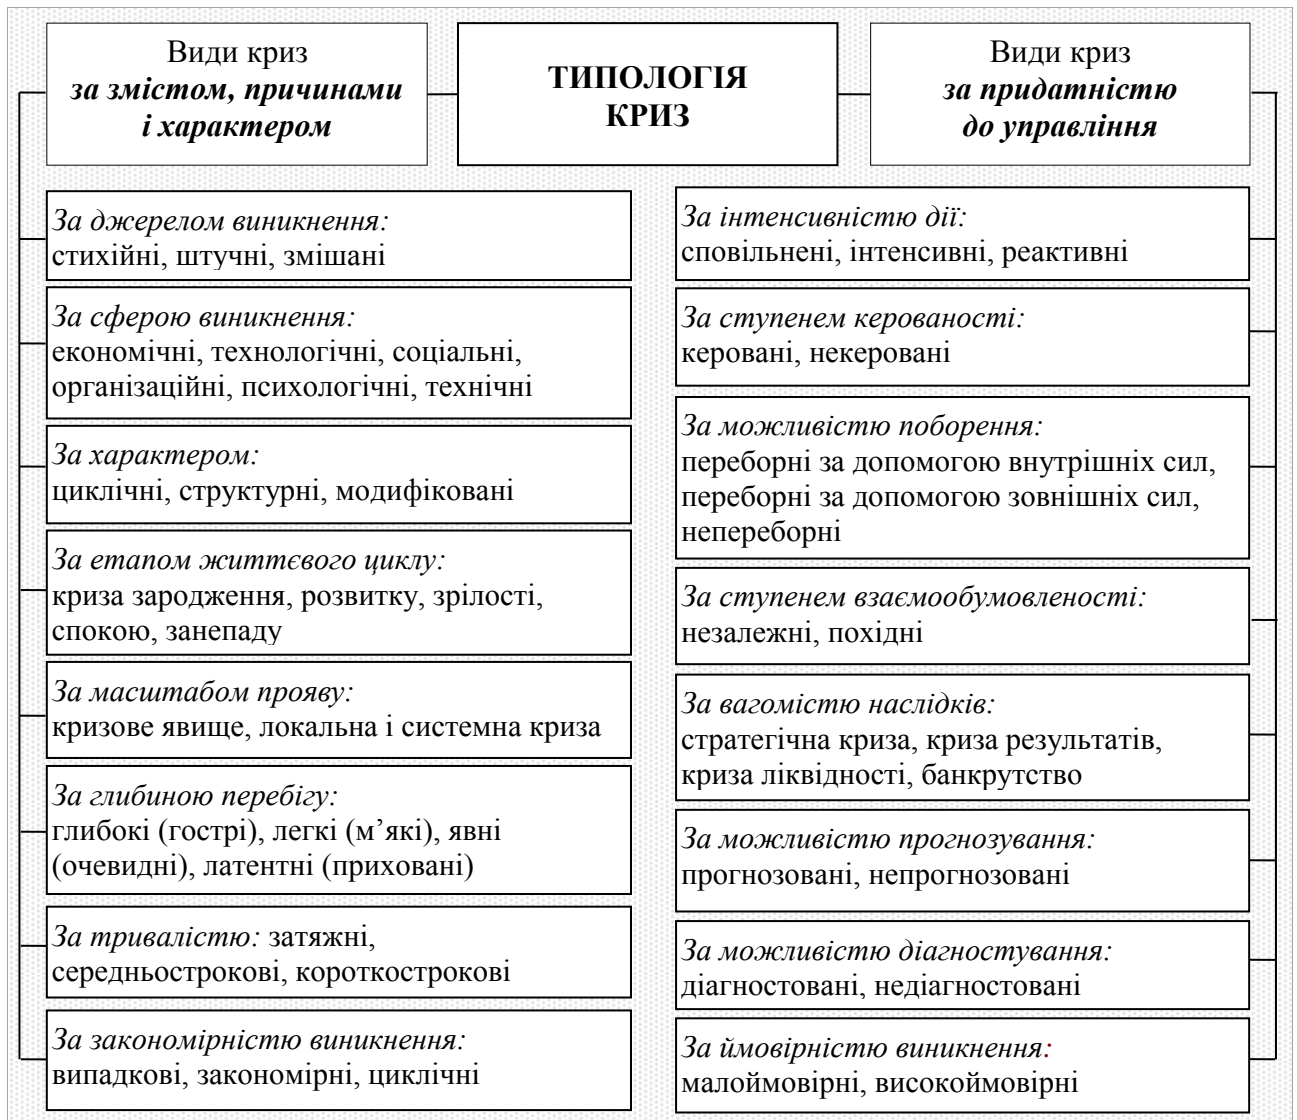 Види криз
за змістом, причинами
і характером
ТИПОЛОГІЯ
КРИЗ
Види криз
за придатністю
до управління
За джерелом виникнення:
стихійні, штучні, змішані
За сферою виникнення:
економічні, технологічні, соціальні,
організаційні, психологічні, технічні
За характером:
циклічні, структурні, модифіковані
За етапом життєвого циклу:
криза зародження, розвитку, зрілості,
спокою, занепаду
За масштабом прояву:
кризове явище, локальна і системна криза
За глибиною перебігу:
глибокі (гострі), легкі (м’які), явні
(очевидні), латентні (приховані)
За тривалістю: затяжні,
середньострокові, короткострокові
За закономірністю виникнення:
випадкові, закономірні, циклічні
За інтенсивністю дії:
сповільнені, інтенсивні, реактивні
За ступенем керованості:
керовані, некеровані
За можливістю поборення:
переборні за допомогою внутрішніх сил,
переборні за допомогою зовнішніх сил,
непереборні
За ступенем взаємообумовленості:
незалежні, похідні
За вагомістю наслідків:
стратегічна криза, криза результатів,
криза ліквідності, банкрутство
За можливістю прогнозування:
прогнозовані, непрогнозовані
За можливістю діагностування:
діагностовані, недіагностовані
За ймовірністю виникнення:
малоймовірні, високоймовірні